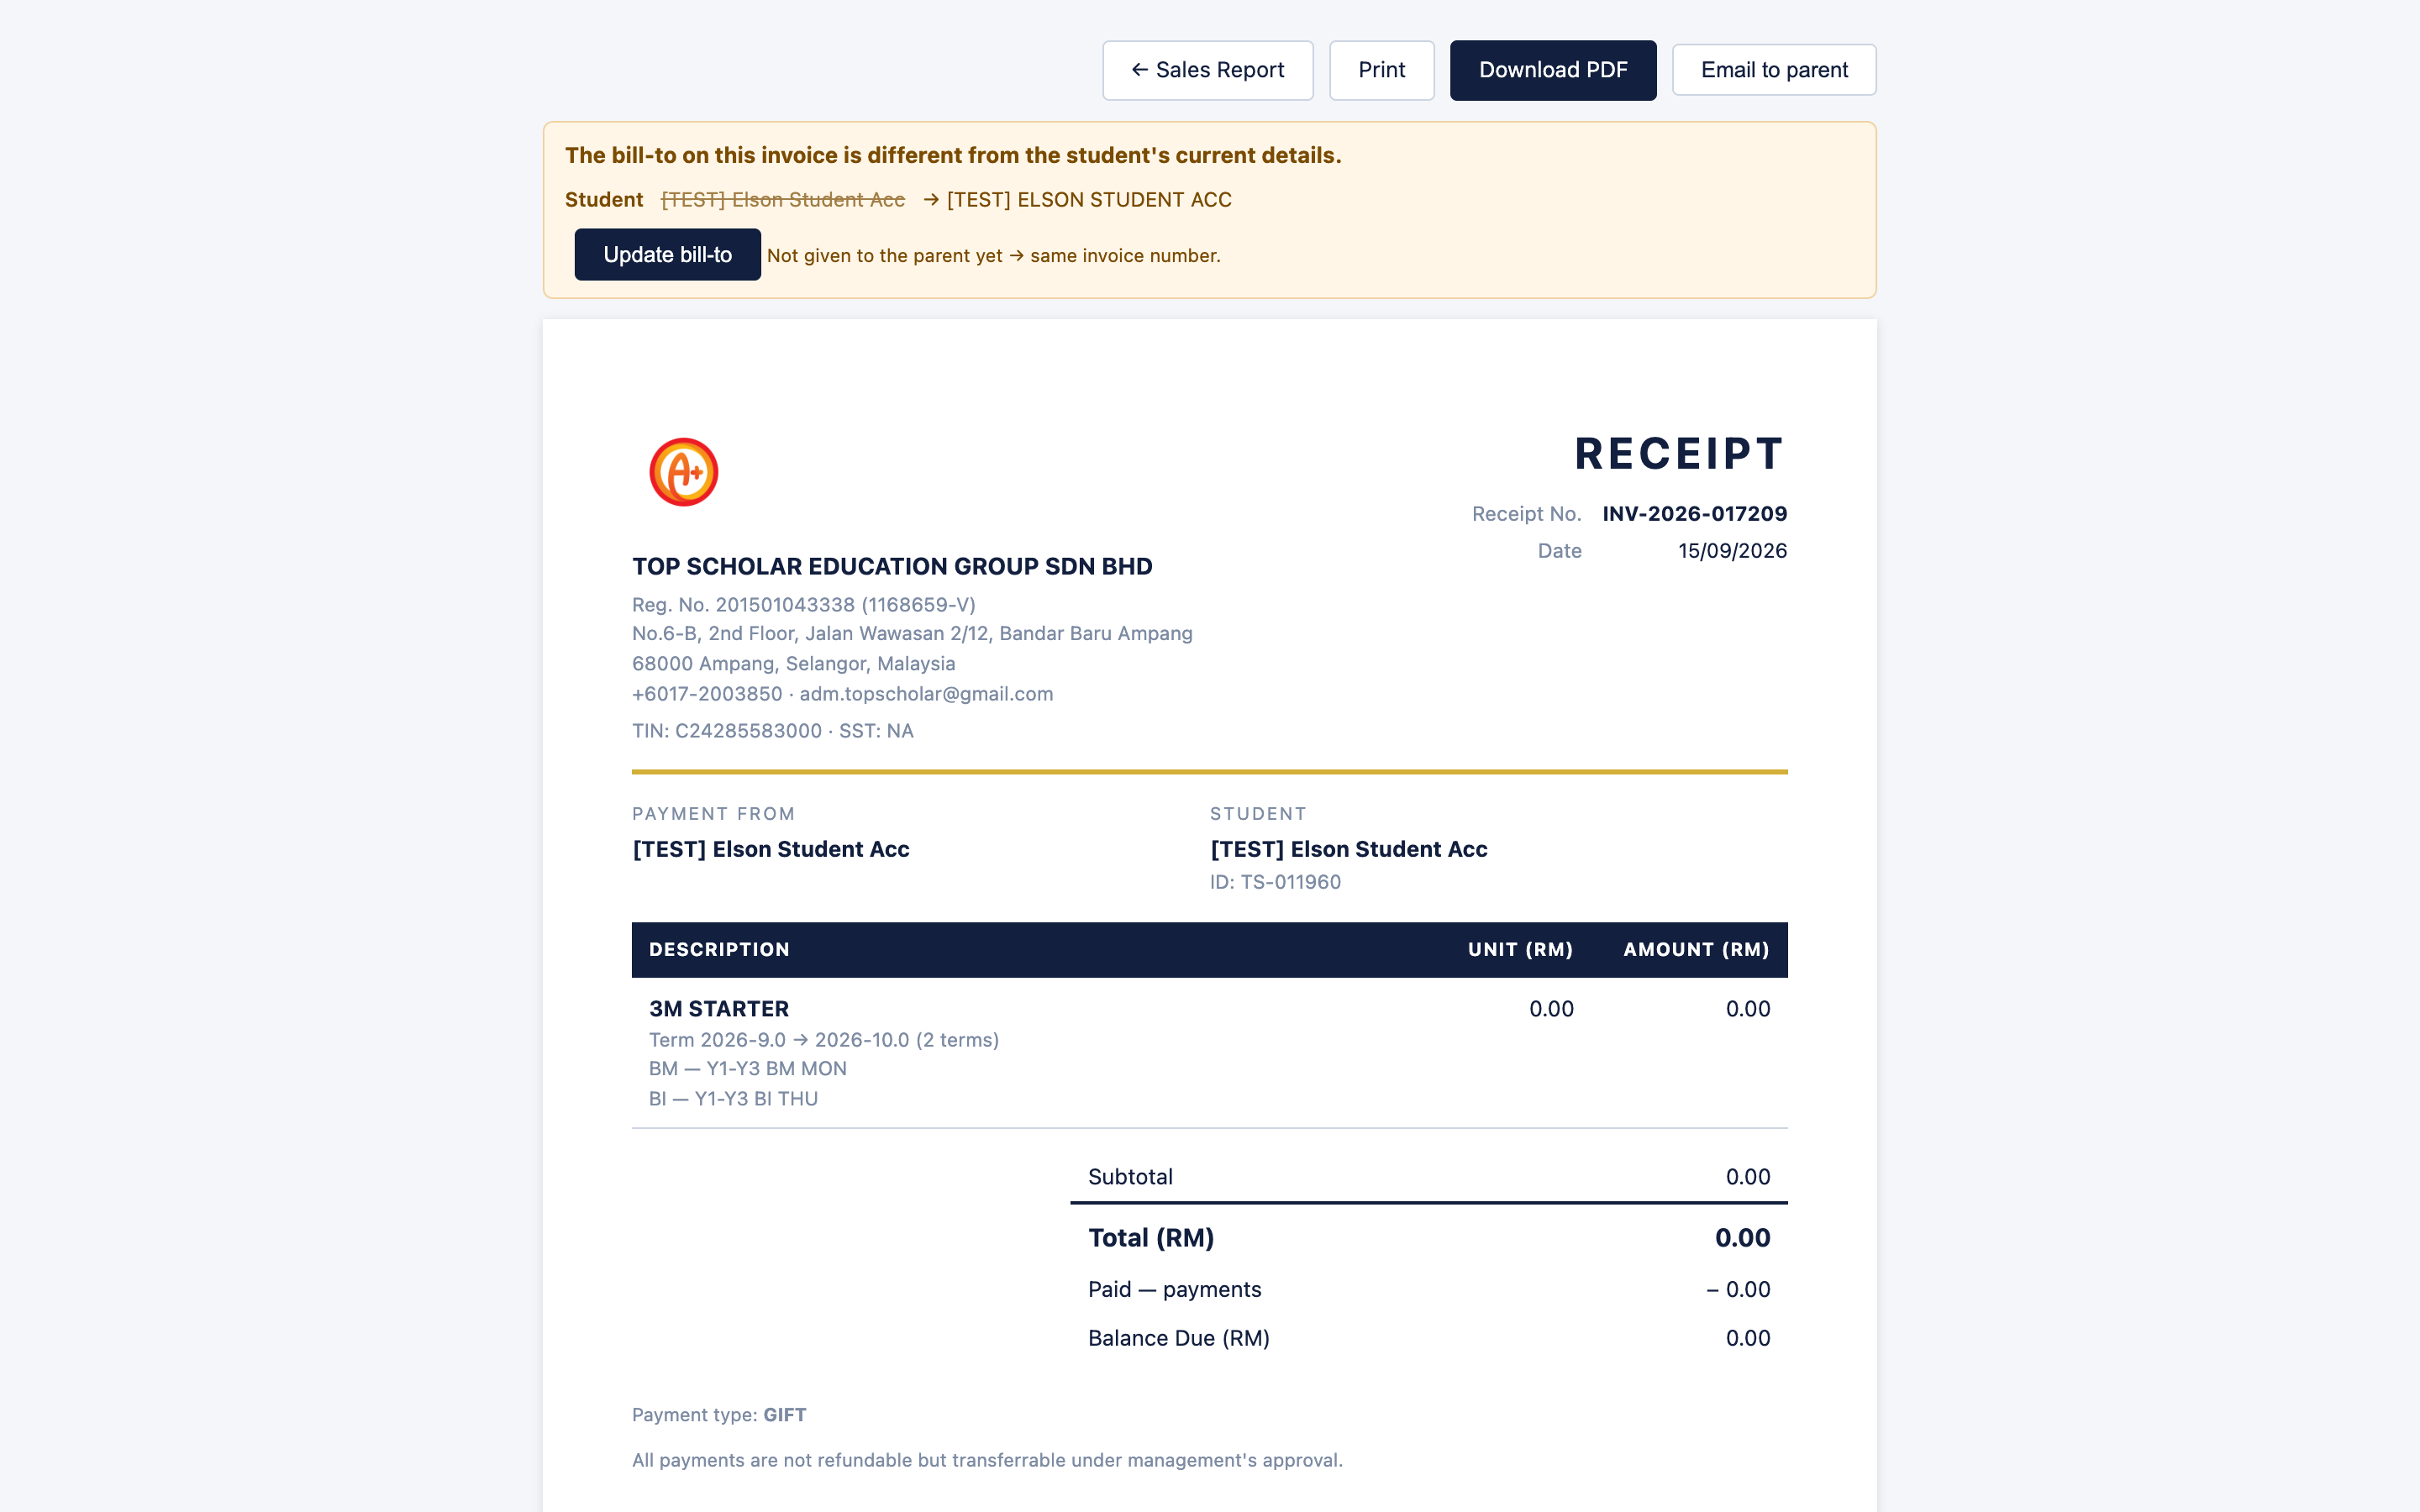 ← Sales Report Print Download PDF Email to parent
The bill-to on this invoice is different from the student's current details.
Student [TEST] Elson Student Acc → [TEST] ELSON STUDENT ACC
Update bill-to Not given to the parent yet → same invoice number.
A+
RECEIPT
Receipt No. INV-2026-017209
Date 15/09/2026
TOP SCHOLAR EDUCATION GROUP SDN BHD
Reg. No. 201501043338 (1168659-V)
No.6-B, 2nd Floor, Jalan Wawasan 2/12, Bandar Baru Ampang
68000 Ampang, Selangor, Malaysia
+6017-2003850 · adm.topscholar@gmail.com
TIN: C24285583000 · SST: NA
PAYMENT FROM STUDENT
[TEST] Elson Student Acc [TEST] Elson Student Acc
ID: TS-011960
DESCRIPTION UNIT (RM) AMOUNT (RM)
3M STARTER 0.00 0.00
Term 2026-9.0 → 2026-10.0 (2 terms)
BM — Y1-Y3 BM MON
BI — Y1-Y3 BI THU
Subtotal 0.00
Total (RM) 0.00
Paid — payments – 0.00
Balance Due (RM) 0.00
Payment type: GIFT
All payments are not refundable but transferrable under management's approval.